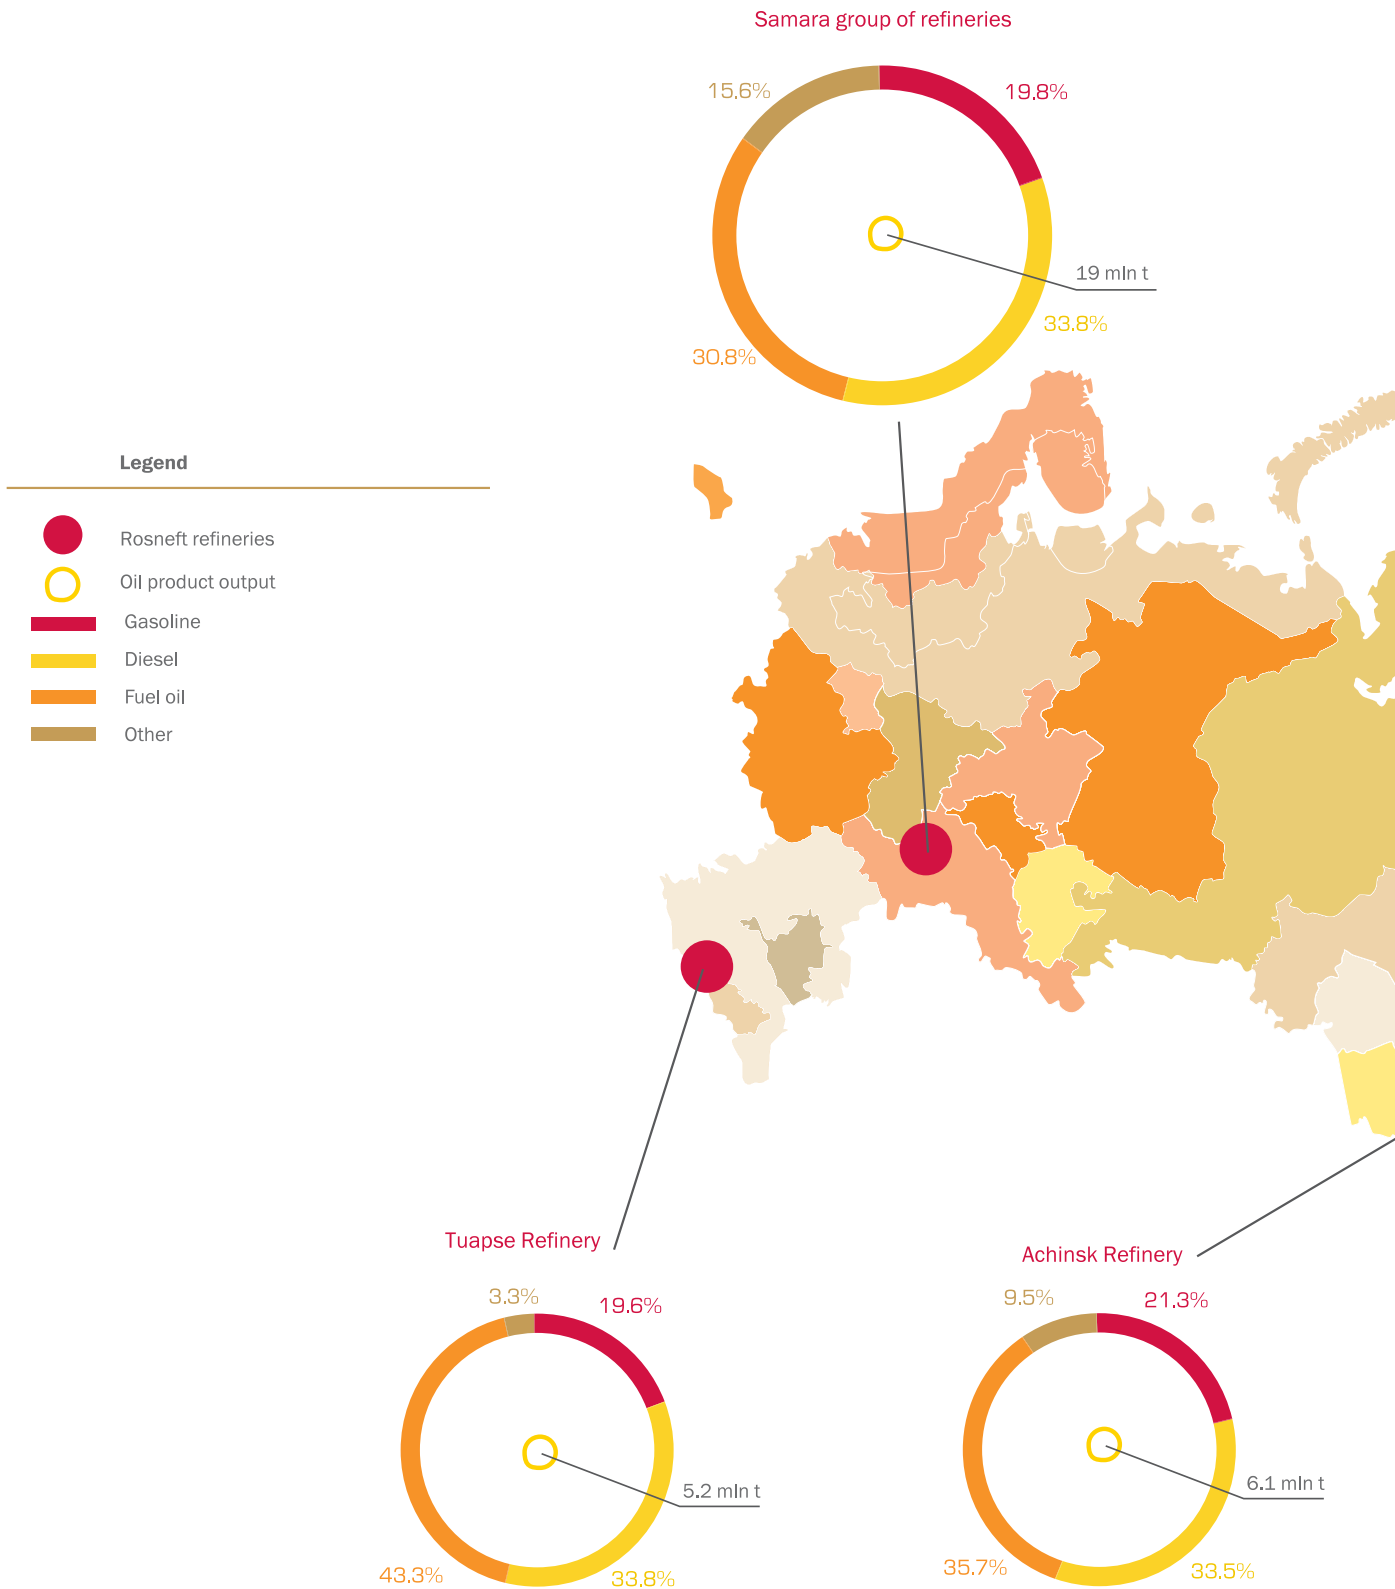 Samara group of refineries
15.6%
19.8%
19 mln t
33.8%
30.8%
Legend
Rosneft refineries
Oil product output
Gasoline
Diesel
Fuel oil
Other
Tuapse Refinery
3.3%
19.6%
5.2 mln t
43.3%
33.8%
Achinsk Refinery
9.5%
21.3%
6.1 mln t
35.7%
33.5%